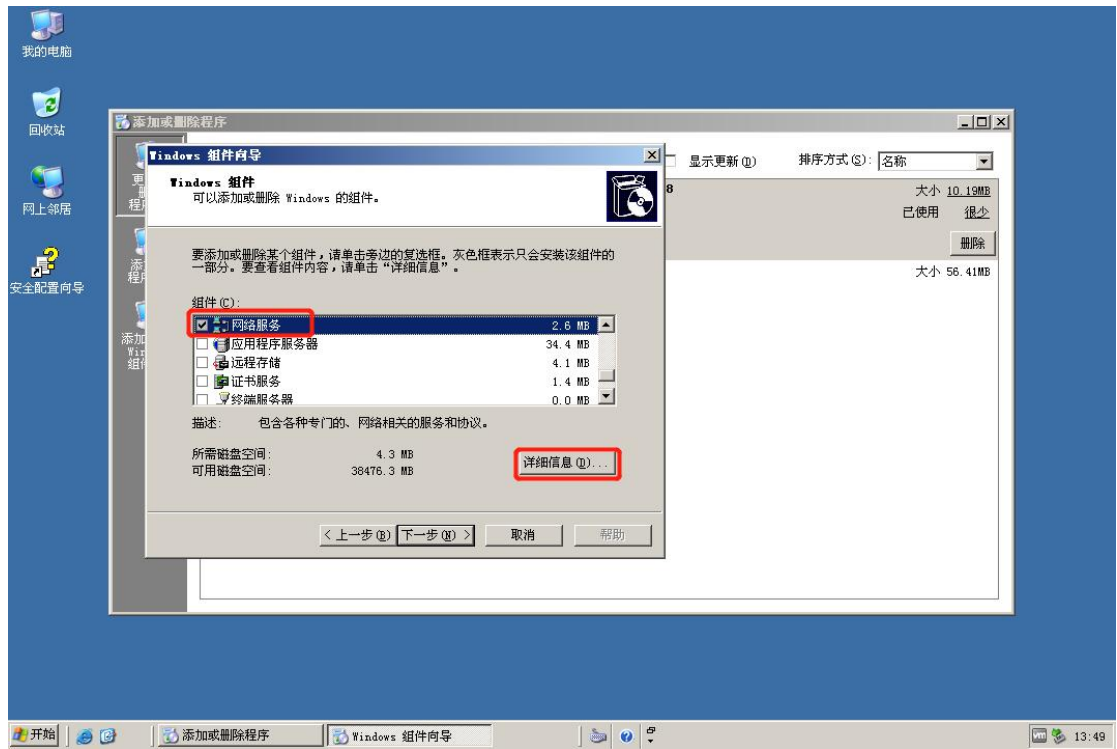 我的电脑
回收站
网上邻居
安全配置向导
添加或删除程序
显示更新(D)
排序方式(S):
名称
8
大小 10.19MB
已使用 很少
删除
大小 56.41MB
更
程
添
程
添加
Win
组件
Windows 组件向导
Windows 组件
可以添加或删除 Windows 的组件。
要添加或删除某个组件，请单击旁边的复选框。灰色框表示只会安装该组件的
一部分。要查看组件内容，请单击“详细信息”。
组件(C):
网络服务 2.6 MB
应用程序服务器 34.4 MB
远程存储 4.1 MB
证书服务 1.4 MB
终端服务器 0.0 MB
描述: 包含各种专门的、网络相关的服务和协议。
所需磁盘空间: 4.3 MB
可用磁盘空间: 38476.3 MB
详细信息(D)...
< 上一步(B)
下一步(N) >
取消
帮助
开始
添加或删除程序
Windows 组件向导
13:49